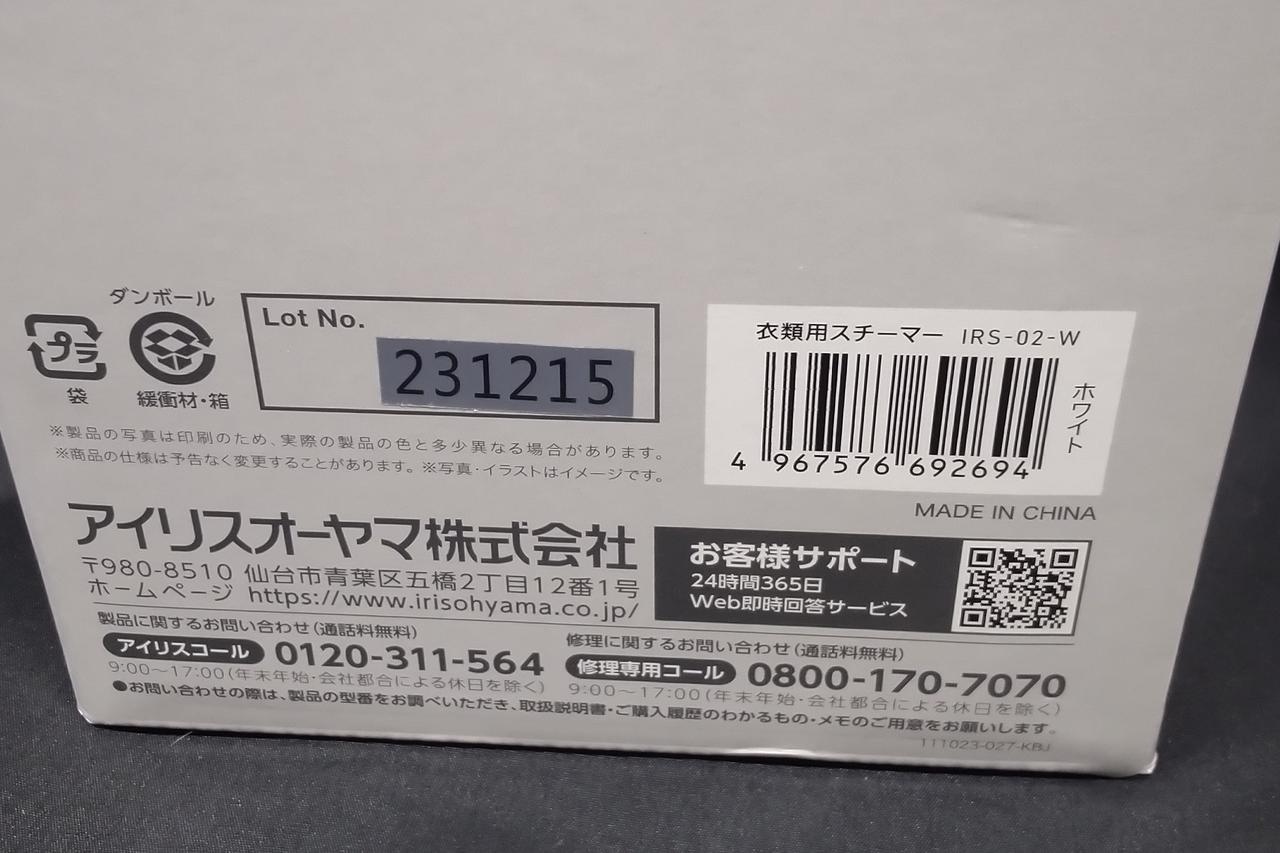 ダンボール
プラ
袋
緩衝材・箱
Lot No.
231215
※製品の写真は印刷のため、実際の製品の色と多少異なる場合があります。
※商品の仕様は予告なく変更することがあります。※写真・イラストはイメージです。
衣類用スチーマー IRS-02-W
ホワイト
4 967576 692694
MADE IN CHINA
アイリスオーヤマ株式会社
〒980-8510 仙台市青葉区五橋2丁目12番1号
ホームページ https://www.irisohyama.co.jp/
お客様サポート
24時間365日
Web即時回答サービス
製品に関するお問い合わせ(通話料無料)
アイリスコール 0120-311-564
9:00～17:00(年末年始・会社都合による休日を除く)
修理に関するお問い合わせ(通話料無料)
修理専用コール 0800-170-7070
9:00～17:00(年末年始・会社都合による休日を除く)
●お問い合わせの際は、製品の型番をお調べいただき、取扱説明書・ご購入履歴のわかるもの・メモのご用意をお願いします。
111023-027-KBJ